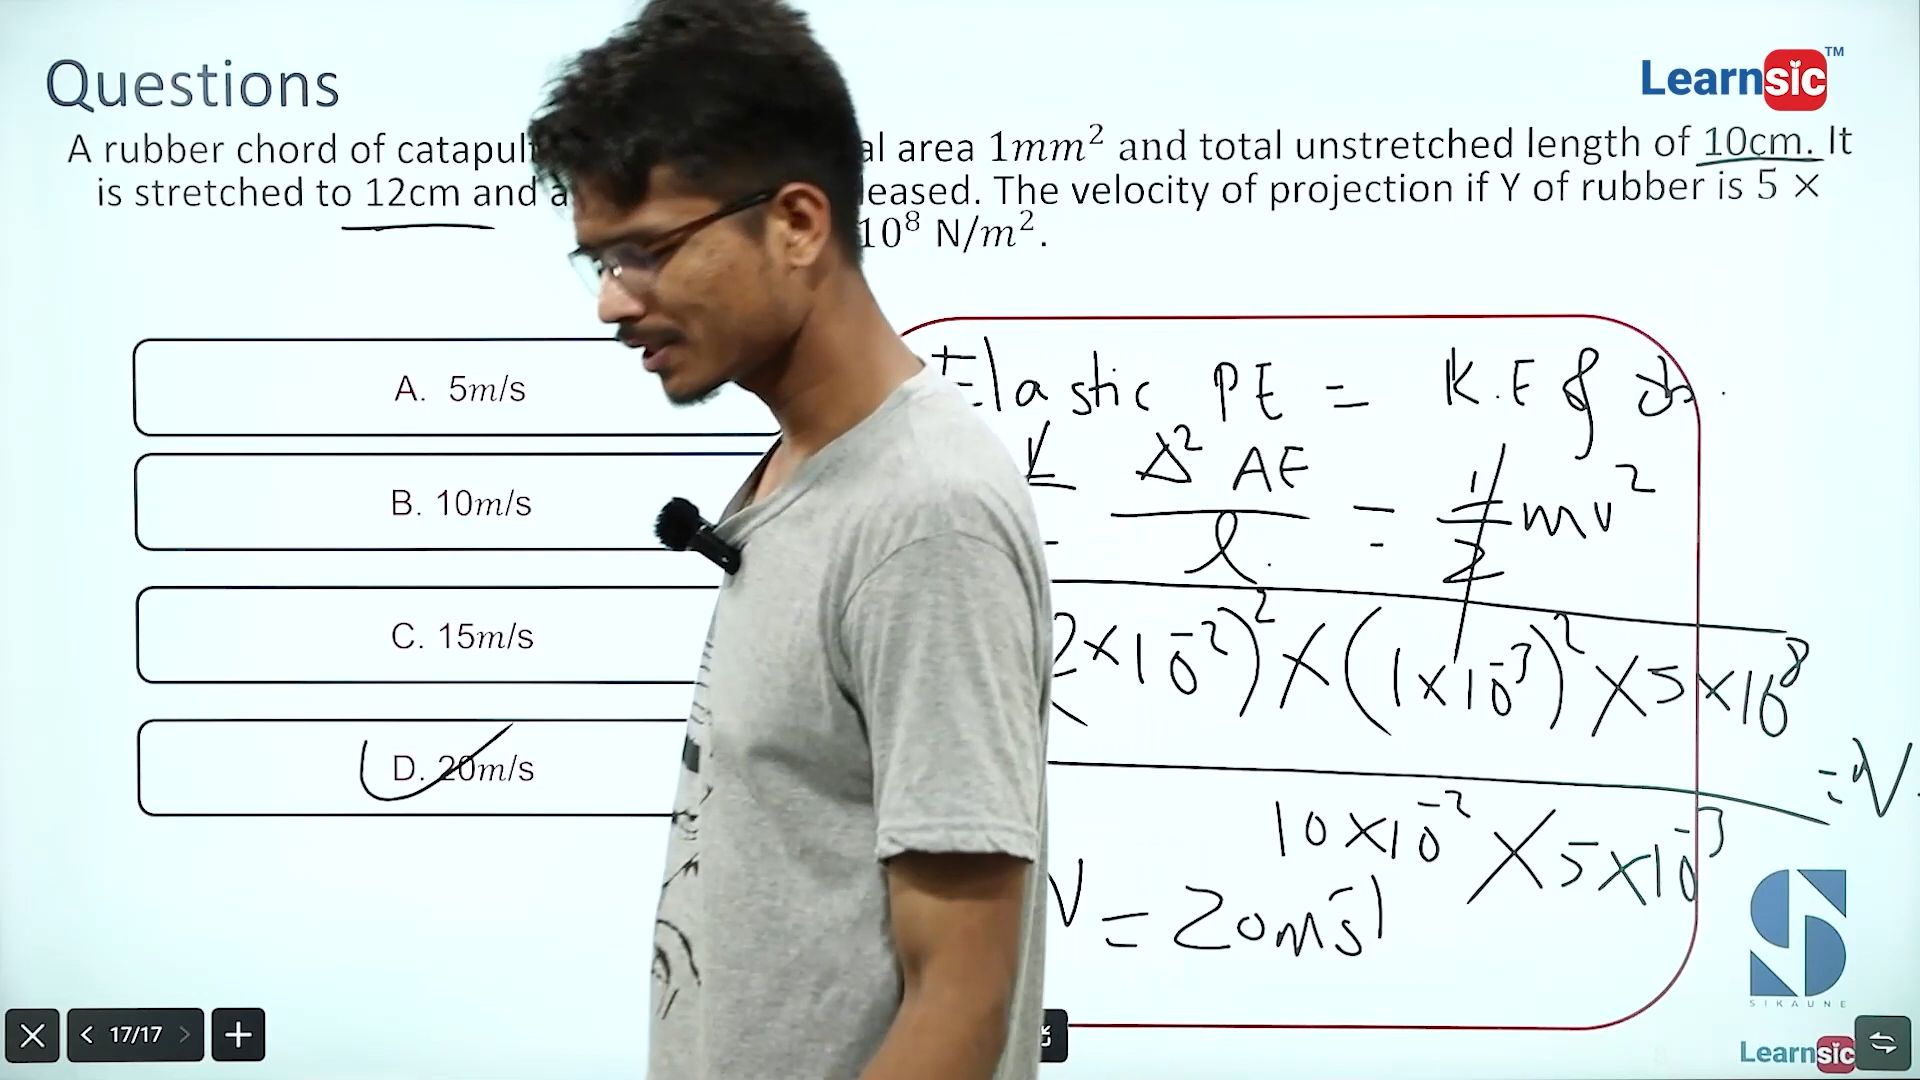 Questions
Learnsic™
A rubber chord of catapul al area 1mm² and total unstretched length of 10cm. It
is stretched to 12cm and a leased. The velocity of projection if Y of rubber is 5 ×
10⁸ N/m².
A. 5m/s
B. 10m/s
C. 15m/s
D. 20m/s
Elastic PE = K.E of
Δ² AE / l = 1/2 mv²
2×10⁻²)² × (1×10⁻³)² × 5×10⁸
= V
10×10⁻² × 5×10⁻³
V = 20ms⁻¹
SIKAUNE
17/17
Learnsic